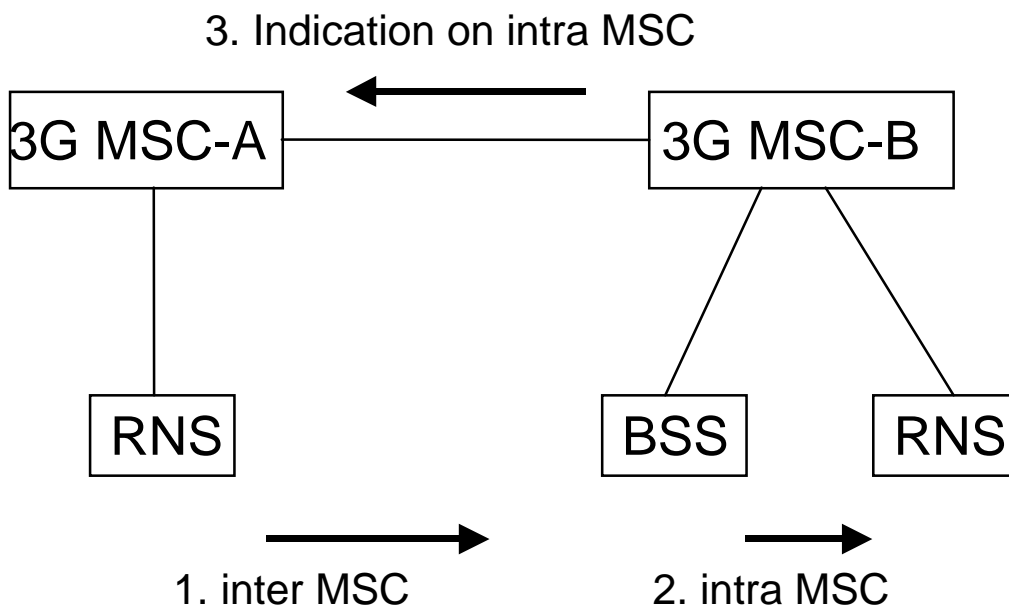 3. Indication on intra MSC
3G MSC-A
3G MSC-B
RNS
BSS
RNS
1. inter MSC
2. intra MSC